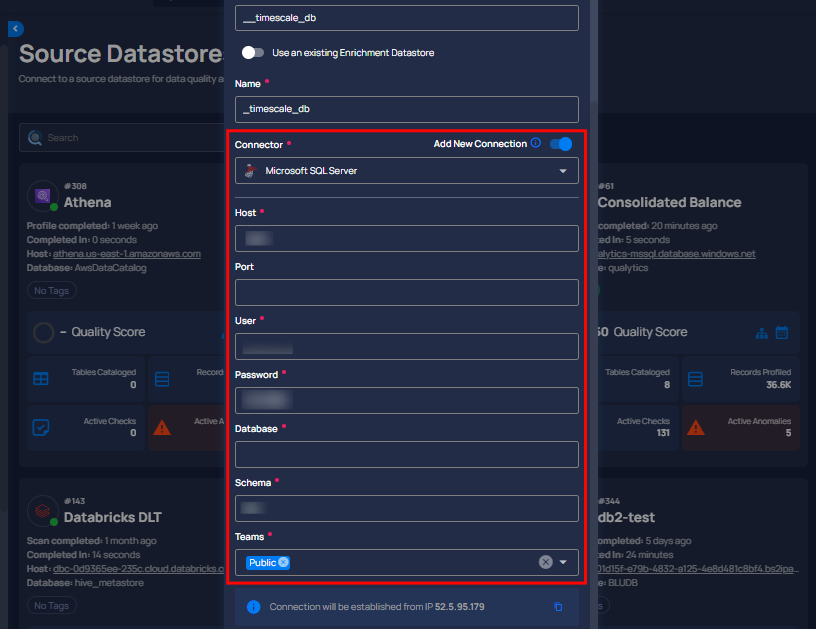 __timescale_db
Use an existing Enrichment Datastore
Source Datastore
Connect to a source datastore for data quality a
Name *
_timescale_db
Search
Connector *
Add New Connection
Microsoft SQL Server
Host *
Port
User *
Password *
Database *
Schema *
Teams *
Public
Connection will be established from IP 52.5.95.179
#308
Athena
Profile completed: 1 week ago
Completed In: 0 seconds
Host: athena.us-east-1.amazonaws.com
Database: AwsDataCatalog
No Tags
– Quality Score
Tables Cataloged
0
Record
Active Checks
0
Active A
#61
Consolidated Balance
completed: 20 minutes ago
ed In: 5 seconds
alytics-mssql.database.windows.net
e: qualytics
60 Quality Score
Tables Cataloged
8
Records Profiled
36.6K
Active Checks
131
Active Anomalies
5
#143
Databricks DLT
Scan completed: 1 month ago
Completed In: 14 seconds
Host: dbc-0d9365ee-235c.cloud.databricks.c
Database: hive_metastore
No Tags
#344
db2-test
ompleted: 5 days ago
ed In: 24 minutes
01d15f-e79b-4832-a125-4e8d481c8bf4.bs2ipa...
e: BLUDB
s